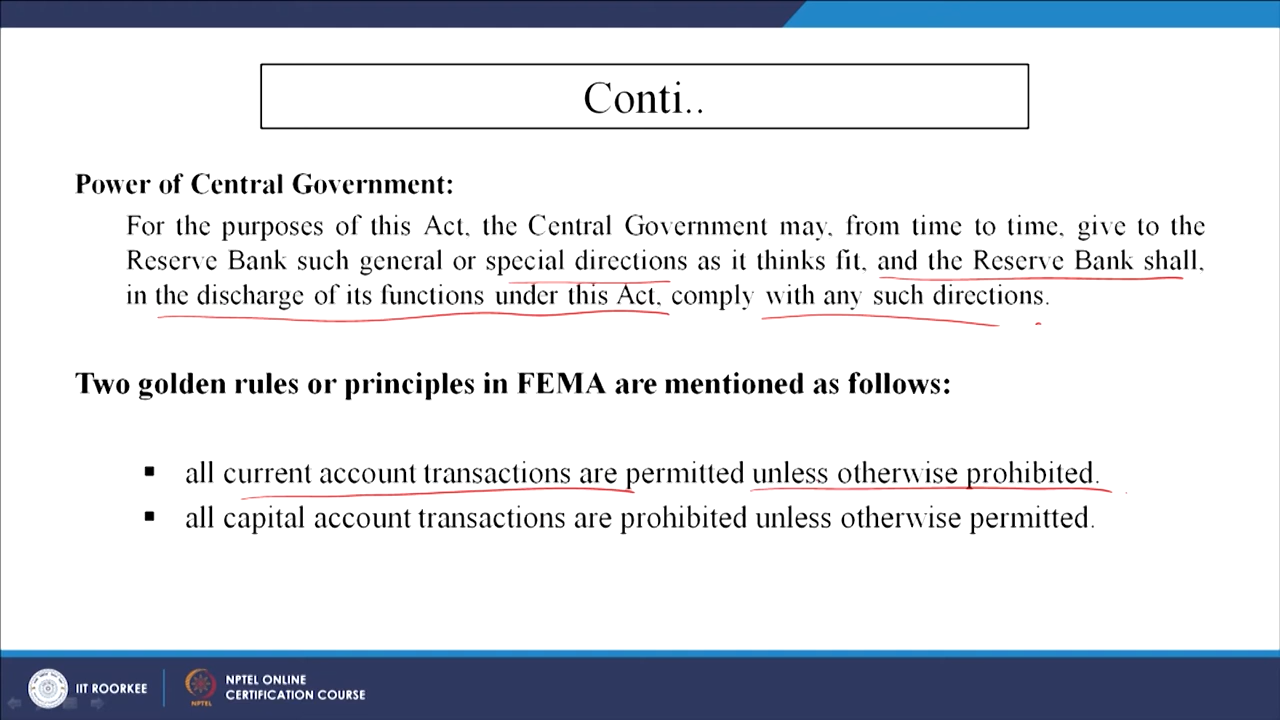 Conti..
Power of Central Government:
For the purposes of this Act, the Central Government may, from time to time, give to the
Reserve Bank such general or special directions as it thinks fit, and the Reserve Bank shall,
in the discharge of its functions under this Act, comply with any such directions.
Two golden rules or principles in FEMA are mentioned as follows:
▪ all current account transactions are permitted unless otherwise prohibited.
▪ all capital account transactions are prohibited unless otherwise permitted.
IIT ROORKEE
NPTEL
NPTEL ONLINE
CERTIFICATION COURSE